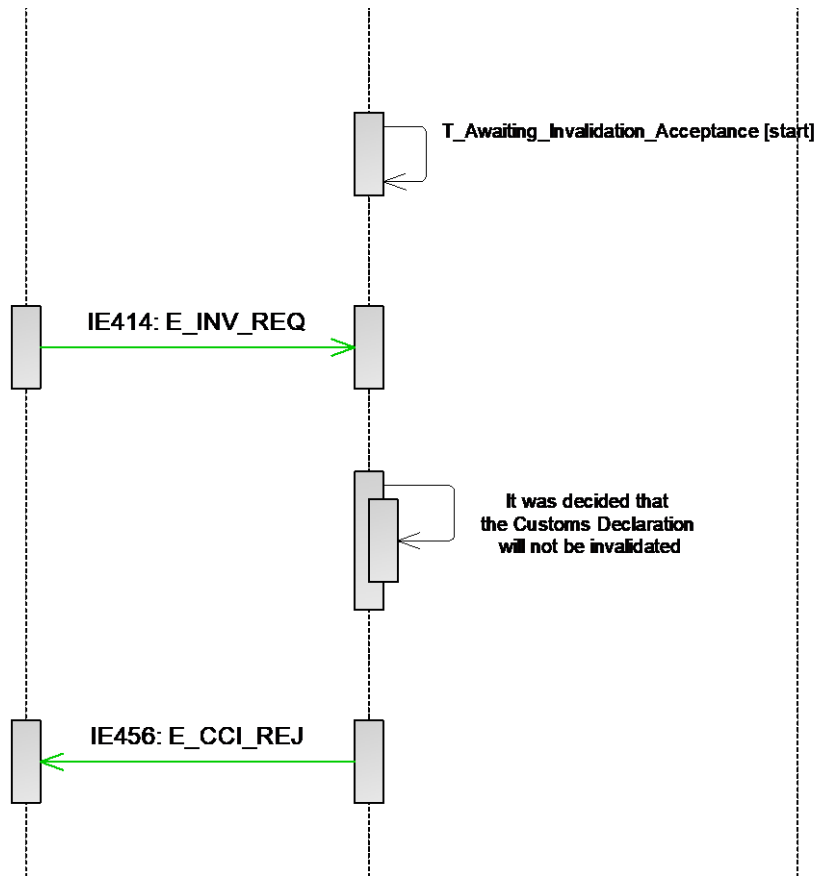 T_Awaiting_Invalidation_Acceptance [start]
IE414: E_INV_REQ
It was decided that
the Customs Declaration
will not be invalidated
IE456: E_CCI_REJ